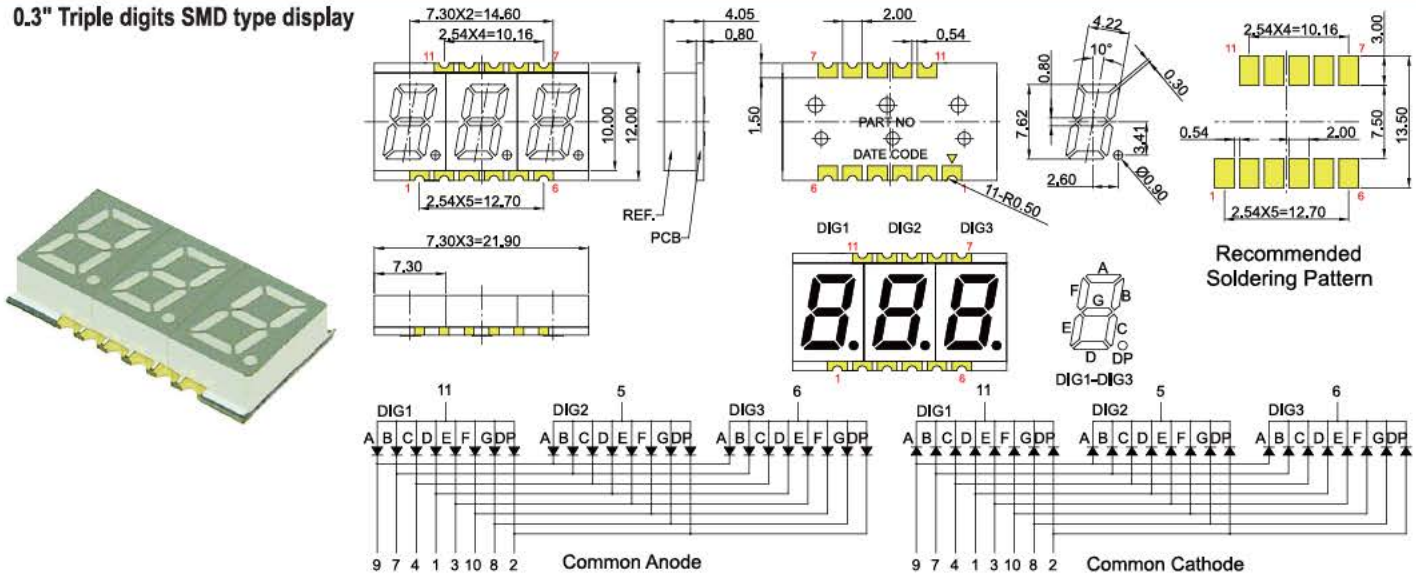 0.3" Triple digits SMD type display
7.30X2=14.60
2.54X4=10.16
11 7
10.00
12.00
1 6
2.54X5=12.70
4.05
0.80
REF.
PCB
2.00
0.54
7 11
1.50
PART NO
DATE CODE
6 1
11-R0.50
4.22
10°
0.80
0.30
7.62
3.41
2.60
Ø0.90
2.54X4=10.16
11 7
3.00
7.50
13.50
0.54 2.00
1 6
2.54X5=12.70
Recommended
Soldering Pattern
7.30X3=21.90
7.30
DIG1 DIG2 DIG3
11 7
8.8.8.
1 6
A
F B
G
E C
D DP
DIG1-DIG3
11 5 6
DIG1 DIG2 DIG3
A B C D E F G DP A B C D E F G DP A B C D E F G DP
9 7 4 1 3 10 8 2 Common Anode
11 5 6
DIG1 DIG2 DIG3
A B C D E F G DP A B C D E F G DP A B C D E F G DP
9 7 4 1 3 10 8 2 Common Cathode